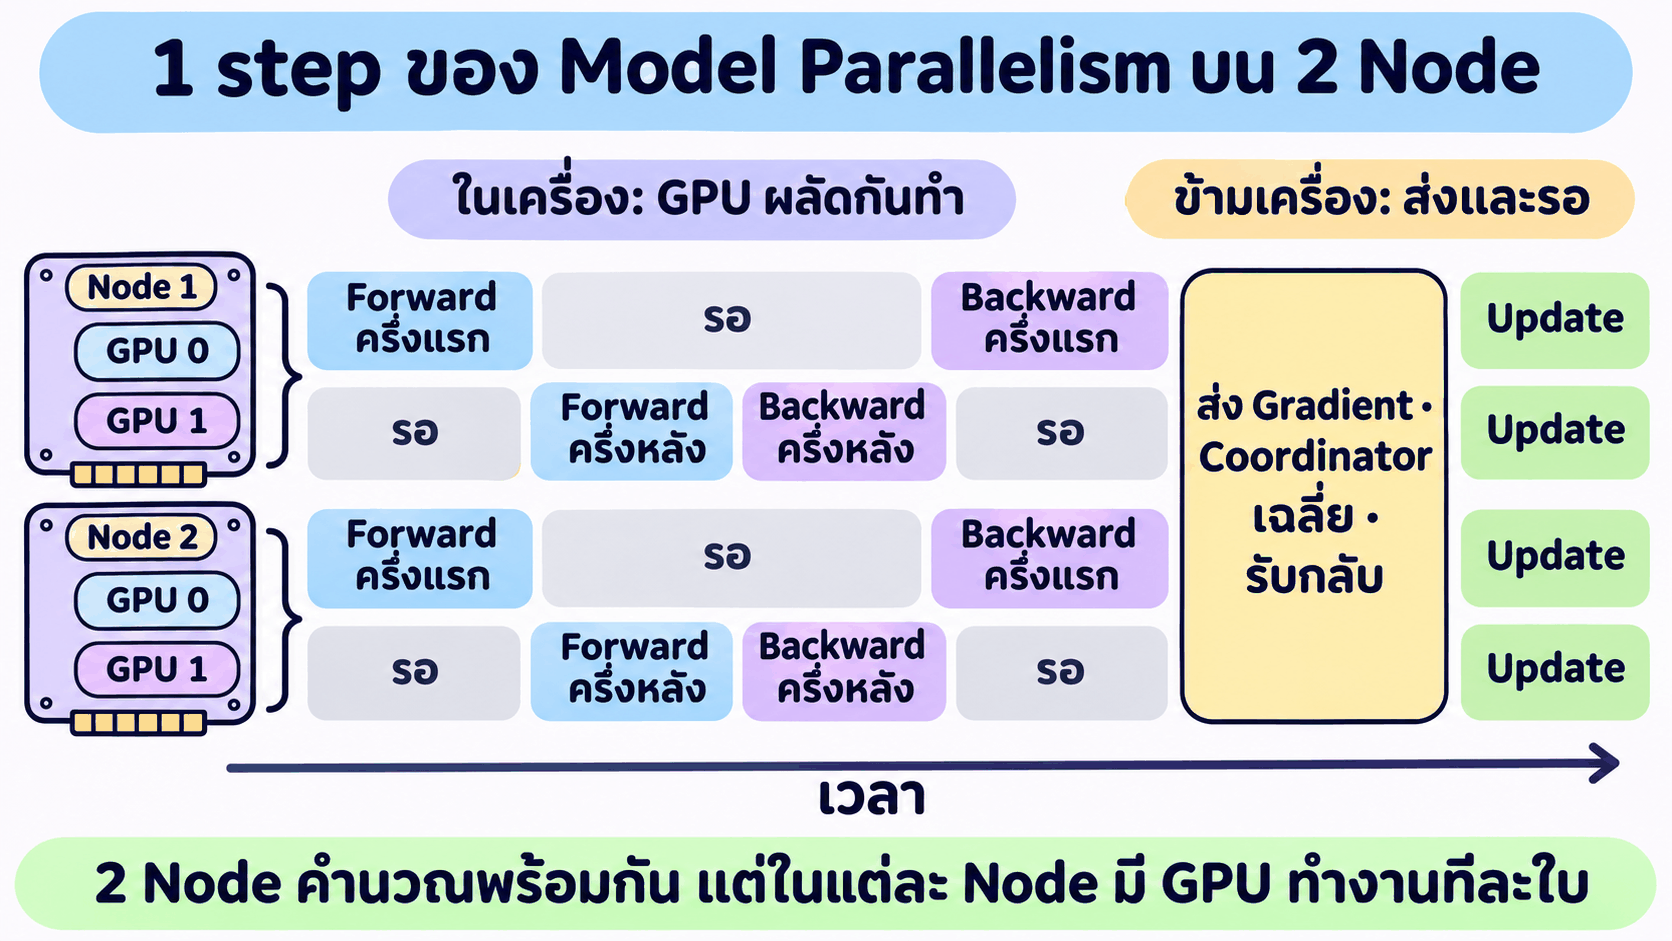 1 step ของ Model Parallelism บน 2 Node
ในเครื่อง: GPU ผลัดกันทำ
ข้ามเครื่อง: ส่งและรอ
Node 1
GPU 0
GPU 1
Forward
ครึ่งแรก
รอ
Backward
ครึ่งแรก
Update
รอ
Forward
ครึ่งหลัง
Backward
ครึ่งหลัง
รอ
Update
ส่ง Gradient •
Coordinator
เฉลี่ย •
รับกลับ
Node 2
GPU 0
GPU 1
Forward
ครึ่งแรก
รอ
Backward
ครึ่งแรก
Update
รอ
Forward
ครึ่งหลัง
Backward
ครึ่งหลัง
รอ
Update
เวลา
2 Node คำนวณพร้อมกัน แต่ในแต่ละ Node มี GPU ทำงานทีละใบ